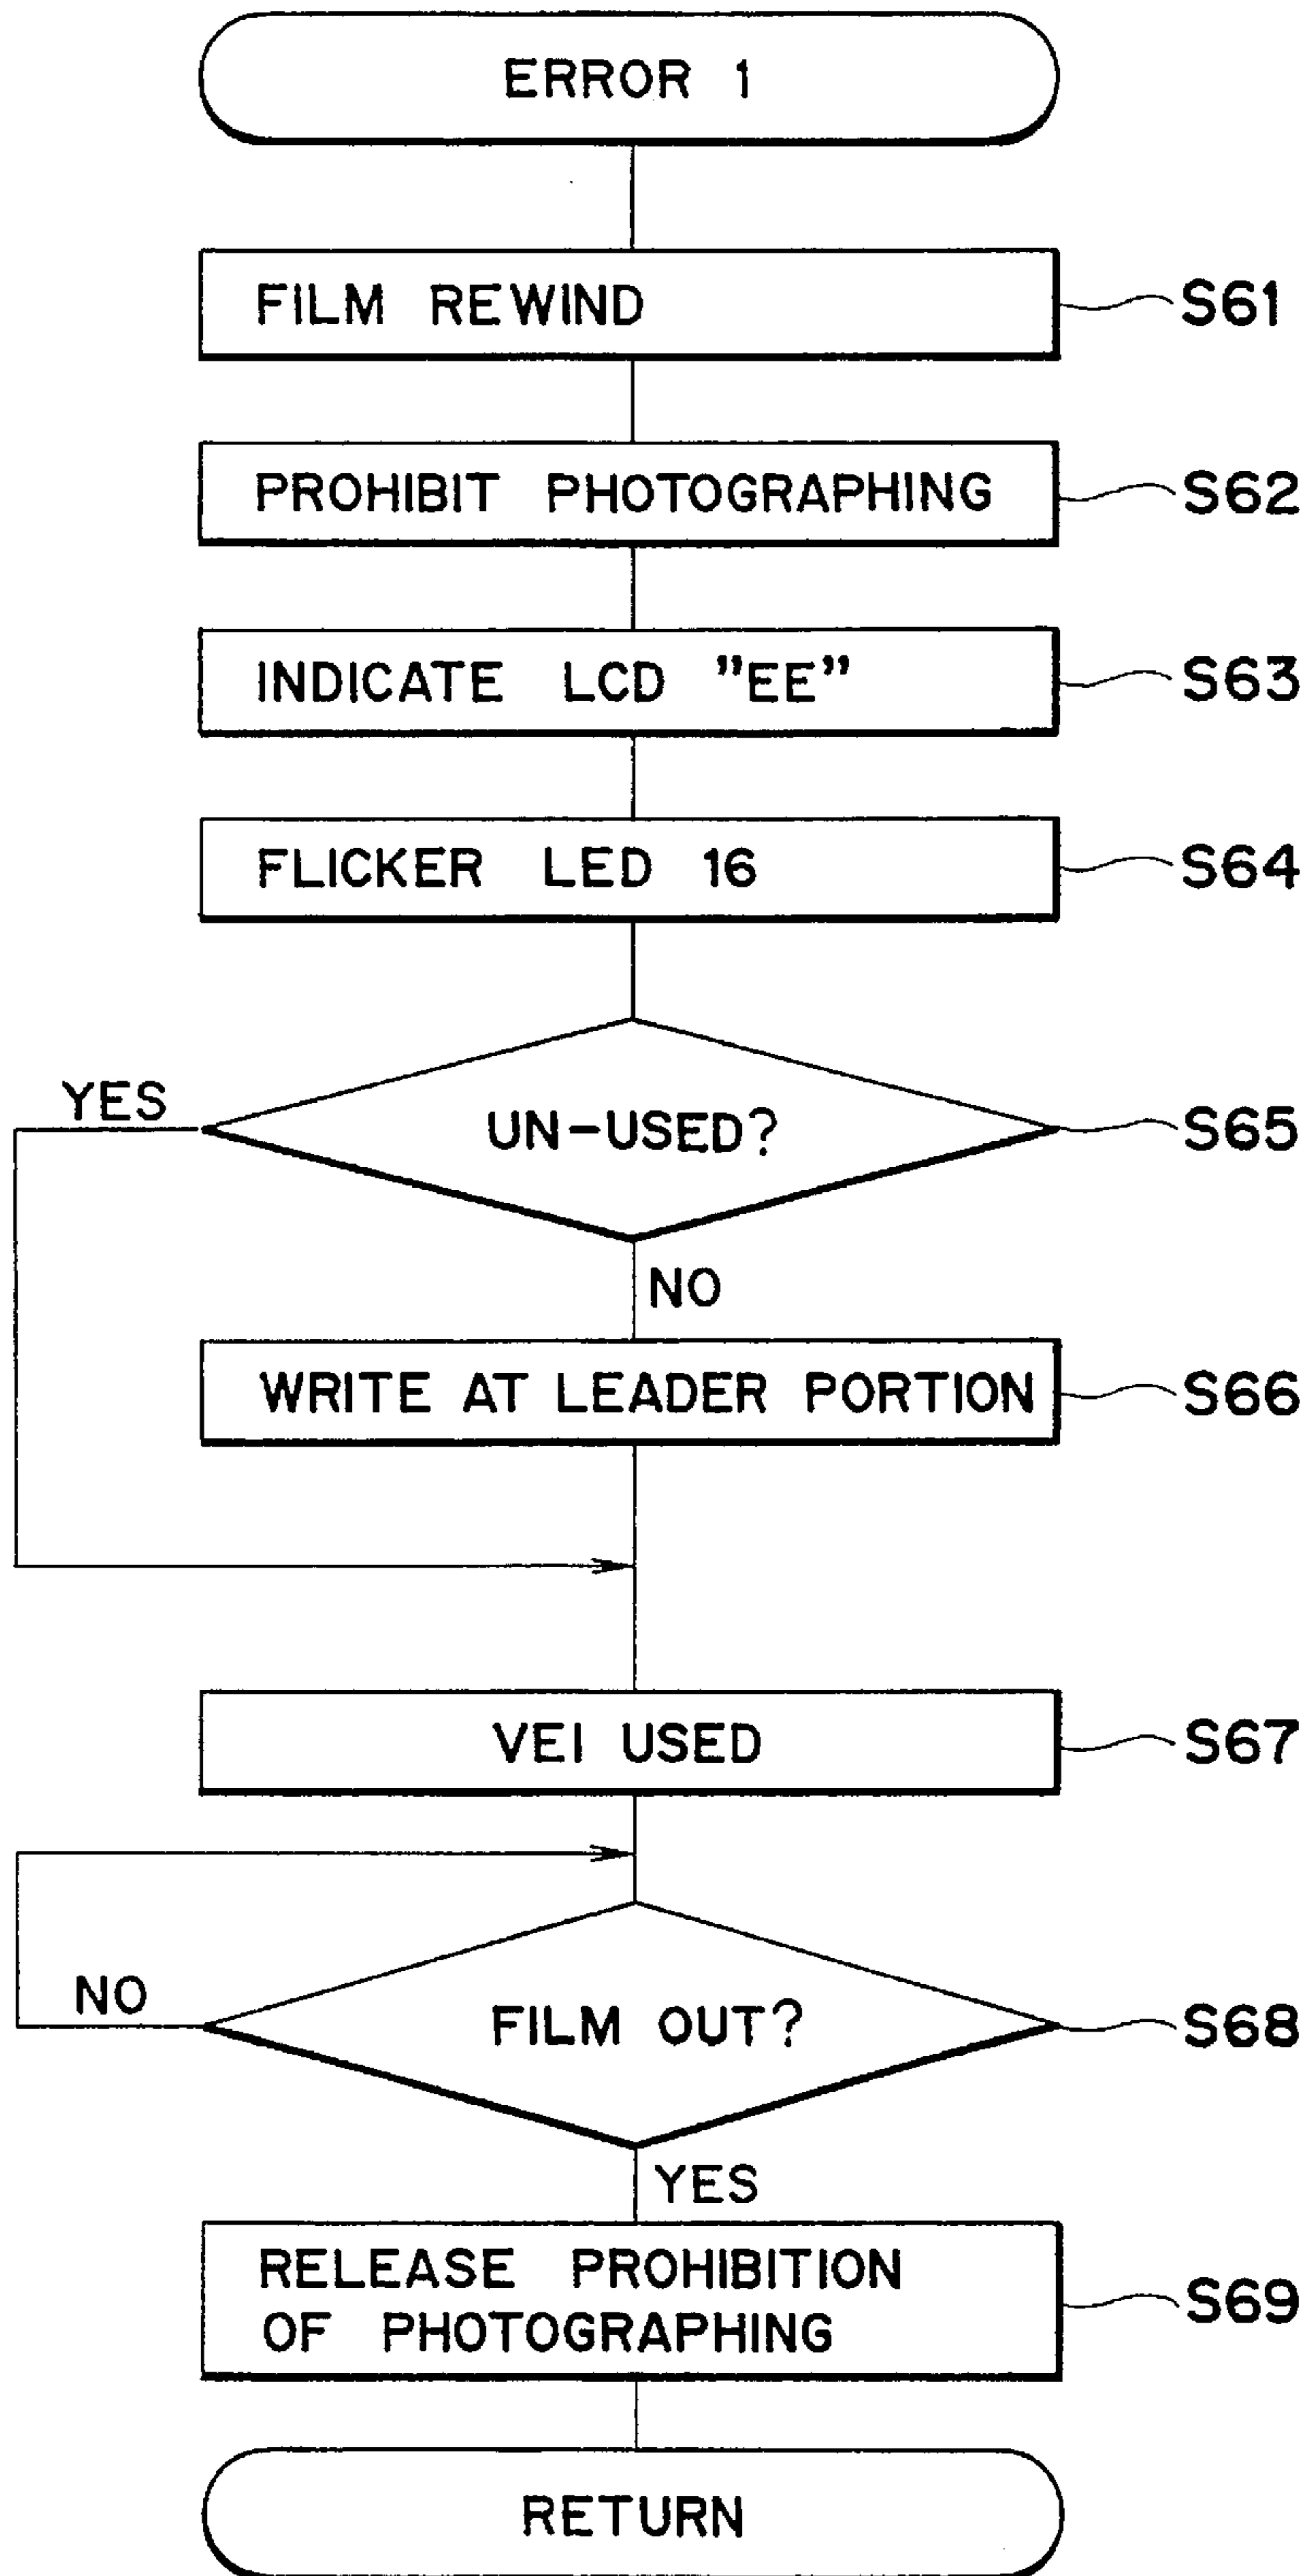 ERROR 1
FILM REWIND
S61
PROHIBIT PHOTOGRAPHING
S62
INDICATE LCD "EE"
S63
FLICKER LED 16
S64
YES
UN-USED?
S65
NO
WRITE AT LEADER PORTION
S66
VEI USED
S67
NO
FILM OUT?
S68
YES
RELEASE PROHIBITION
OF PHOTOGRAPHING
S69
RETURN